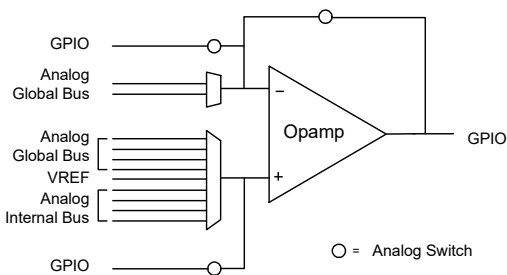 GPIO
Analog
Global Bus
−
Opamp
GPIO
Analog
Global Bus
VREF
+
Analog
Internal Bus
GPIO
= Analog Switch